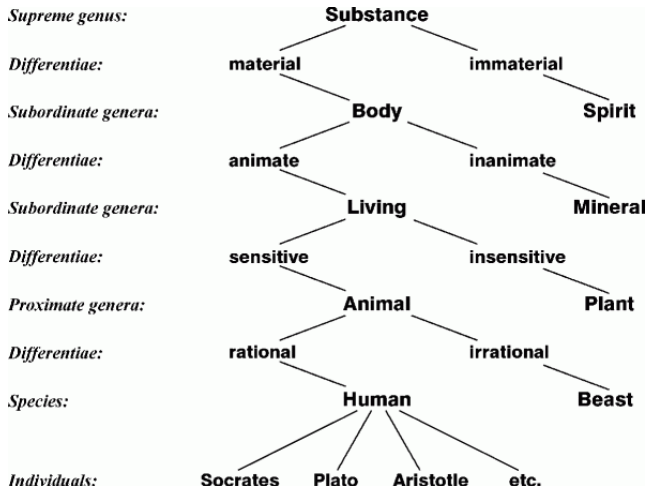 Supreme genus: Substance
Differentiae: material immaterial
Subordinate genera: Body Spirit
Differentiae: animate inanimate
Subordinate genera: Living Mineral
Differentiae: sensitive insensitive
Proximate genera: Animal Plant
Differentiae: rational irrational
Species: Human Beast
Individuals: Socrates Plato Aristotle etc.